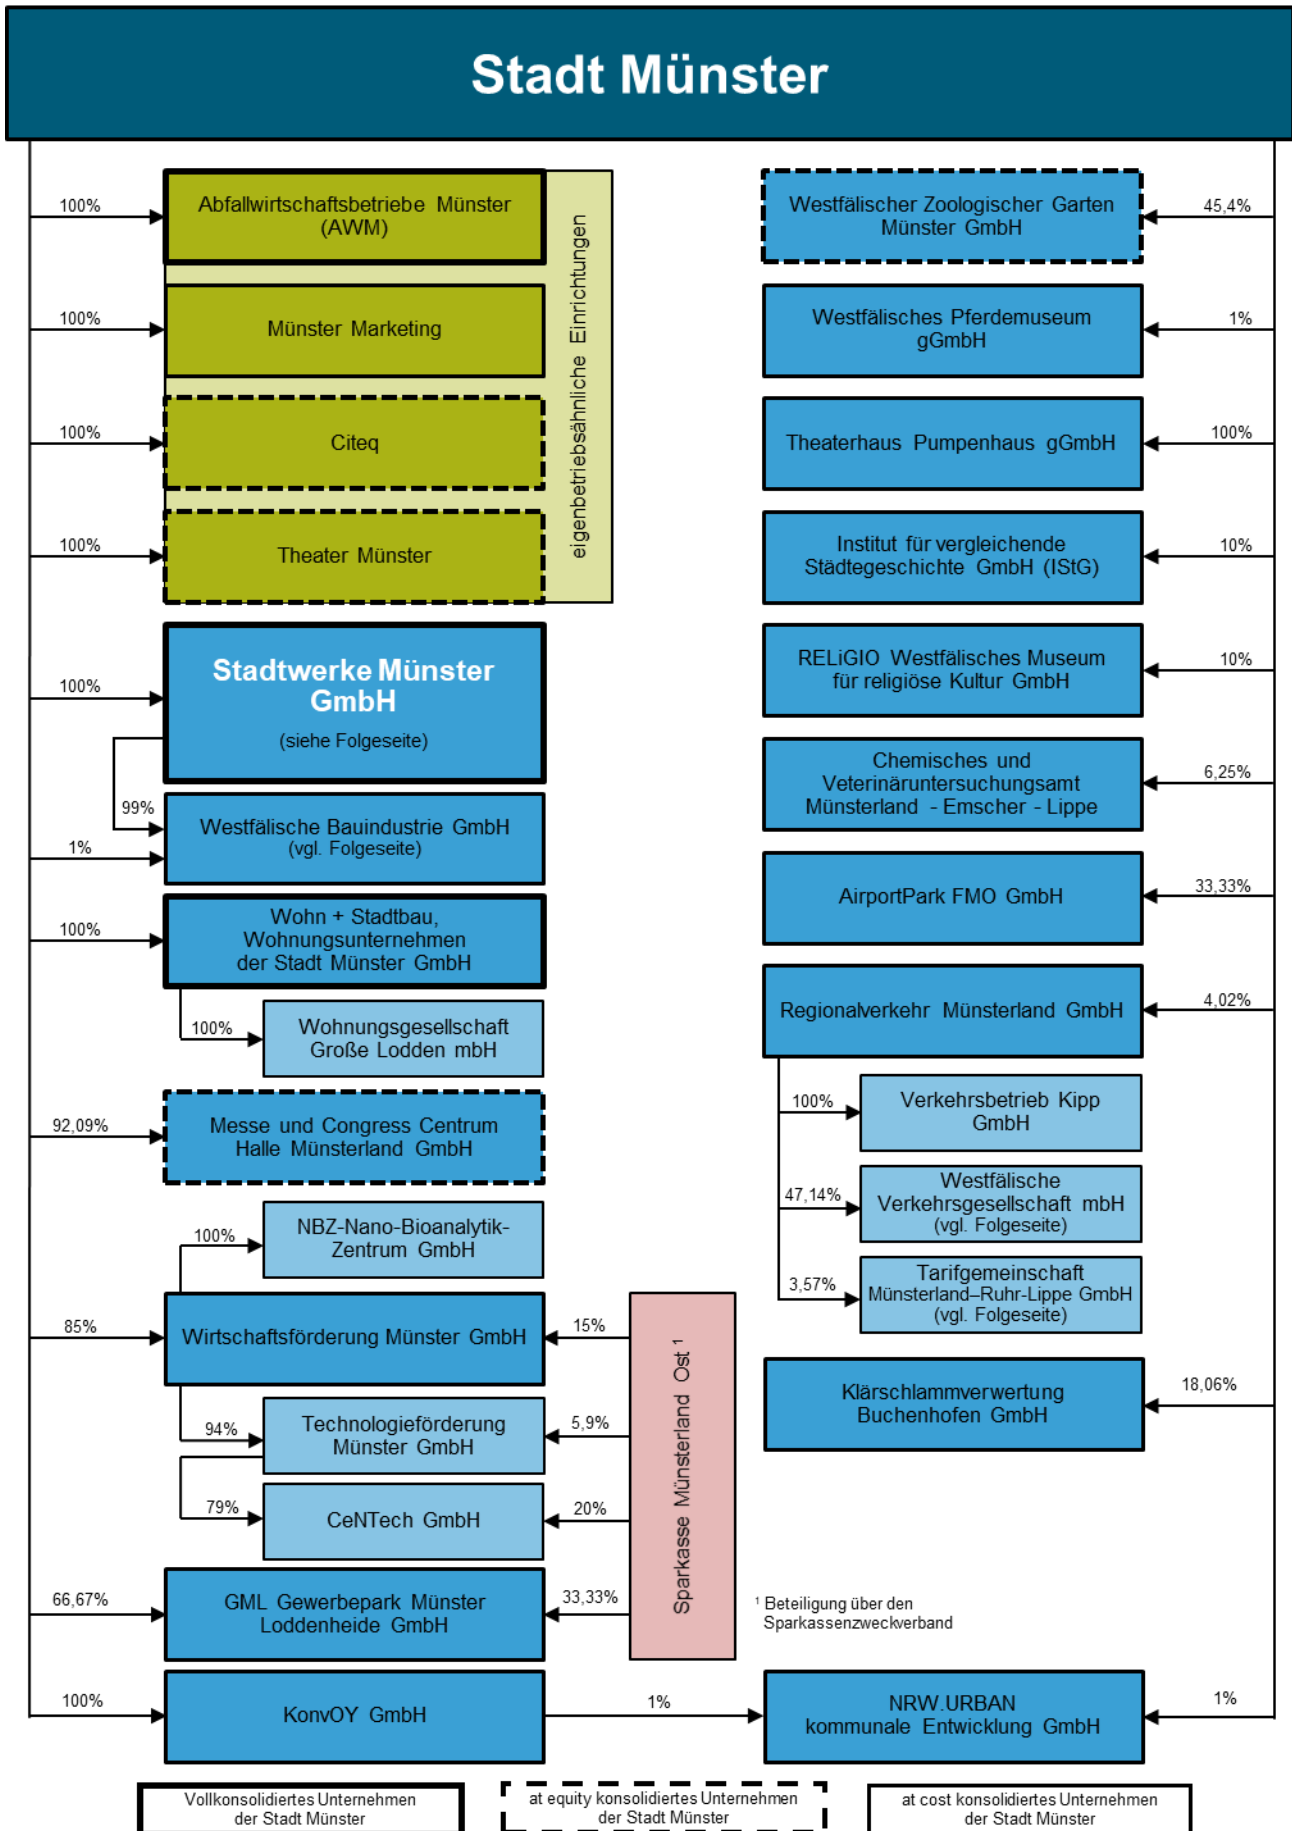 Stadt Münster
100%
Abfallwirtschaftsbetriebe Münster
(AWM)
100%
Münster Marketing
100%
Citeq
100%
Theater Münster
eigenbetriebsähnliche Einrichtungen
100%
Stadtwerke Münster
GmbH
(siehe Folgeseite)
99%
1%
Westfälische Bauindustrie GmbH
(vgl. Folgeseite)
100%
Wohn + Stadtbau,
Wohnungsunternehmen
der Stadt Münster GmbH
100%
Wohnungsgesellschaft
Große Lodden mbH
92,09%
Messe und Congress Centrum
Halle Münsterland GmbH
100%
NBZ-Nano-Bioanalytik-
Zentrum GmbH
85%
Wirtschaftsförderung Münster GmbH
15%
94%
Technologieförderung
Münster GmbH
5,9%
79%
CeNTech GmbH
20%
66,67%
GML Gewerbepark Münster
Loddenheide GmbH
33,33%
Sparkasse Münsterland Ost ¹
100%
KonvOY GmbH
1%
Westfälischer Zoologischer Garten
Münster GmbH
45,4%
Westfälisches Pferdemuseum
gGmbH
1%
Theaterhaus Pumpenhaus gGmbH
100%
Institut für vergleichende
Städtegeschichte GmbH (IStG)
10%
RELiGIO Westfälisches Museum
für religiöse Kultur GmbH
10%
Chemisches und
Veterinäruntersuchungsamt
Münsterland - Emscher - Lippe
6,25%
AirportPark FMO GmbH
33,33%
Regionalverkehr Münsterland GmbH
4,02%
100%
Verkehrsbetrieb Kipp
GmbH
47,14%
Westfälische
Verkehrsgesellschaft mbH
(vgl. Folgeseite)
3,57%
Tarifgemeinschaft
Münsterland–Ruhr-Lippe GmbH
(vgl. Folgeseite)
Klärschlammverwertung
Buchenhofen GmbH
18,06%
¹ Beteiligung über den
Sparkassenzweckverband
NRW.URBAN
kommunale Entwicklung GmbH
1%
Vollkonsolidiertes Unternehmen
der Stadt Münster
at equity konsolidiertes Unternehmen
der Stadt Münster
at cost konsolidiertes Unternehmen
der Stadt Münster